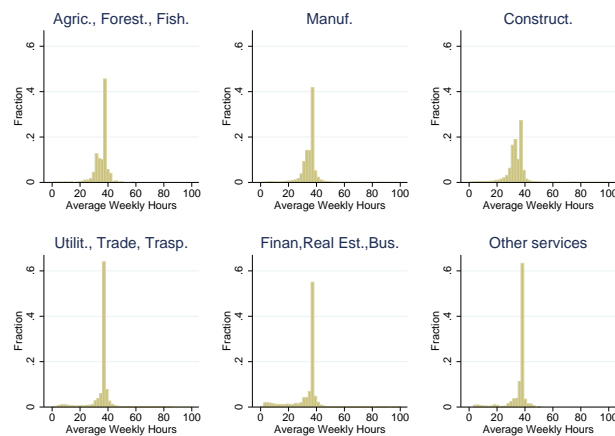 Agric., Forest., Fish.
Fraction
0 .2 .4 .6
0 20 40 60 80 100
Average Weekly Hours
Manuf.
Fraction
0 .2 .4 .6
0 20 40 60 80 100
Average Weekly Hours
Construct.
Fraction
0 .2 .4 .6
0 20 40 60 80 100
Average Weekly Hours
Utilit., Trade, Trasp.
Fraction
0 .2 .4 .6
0 20 40 60 80 100
Average Weekly Hours
Finan,Real Est.,Bus.
Fraction
0 .2 .4 .6
0 20 40 60 80 100
Average Weekly Hours
Other services
Fraction
0 .2 .4 .6
0 20 40 60 80 100
Average Weekly Hours